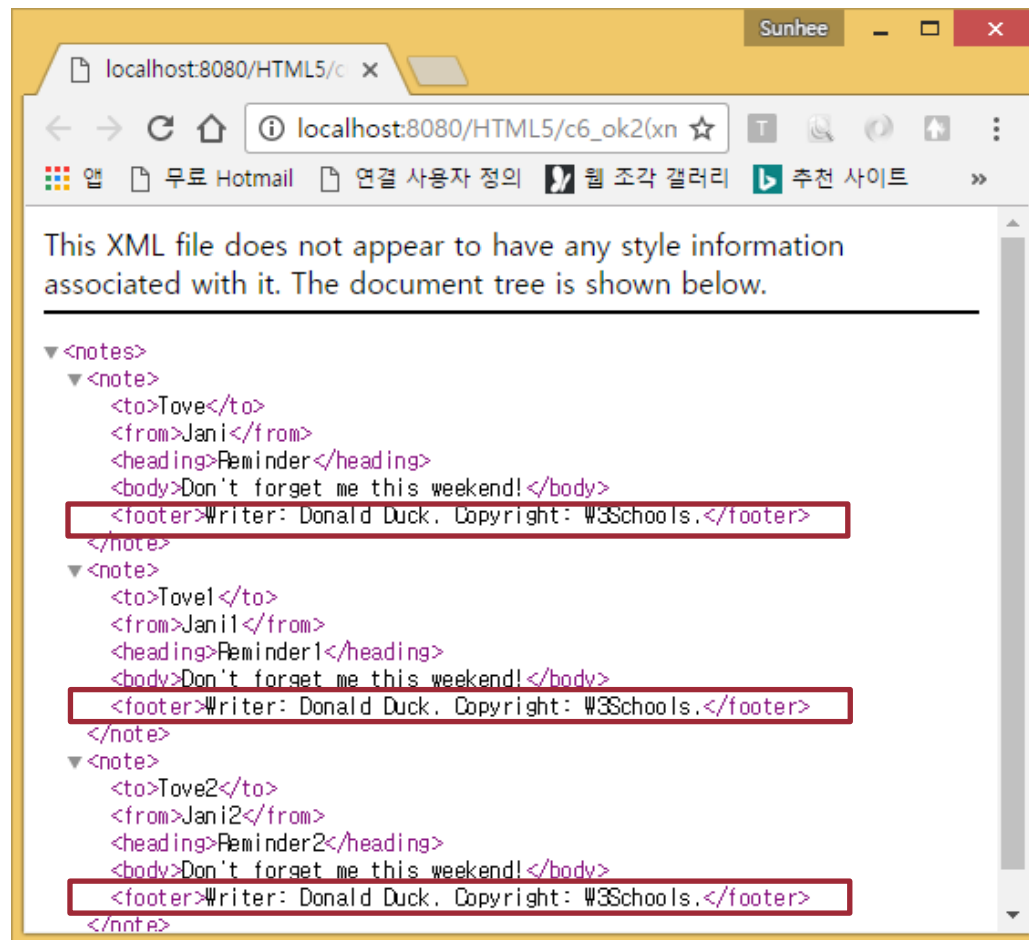 Sunhee
localhost:8080/HTML5/c
localhost:8080/HTML5/c6_ok2(xn
앱 무료 Hotmail 연결 사용자 정의 웹 조각 갤러리 추천 사이트 »
This XML file does not appear to have any style information
associated with it. The document tree is shown below.
▼<notes>
▼<note>
<to>Tove</to>
<from>Jani</from>
<heading>Reminder</heading>
<body>Don't forget me this weekend!</body>
<footer>Writer: Donald Duck. Copyright: W3Schools.</footer>
</note>
▼<note>
<to>Tove1</to>
<from>Jani1</from>
<heading>Reminder1</heading>
<body>Don't forget me this weekend!</body>
<footer>Writer: Donald Duck. Copyright: W3Schools.</footer>
</note>
▼<note>
<to>Tove2</to>
<from>Jani2</from>
<heading>Reminder2</heading>
<body>Don't forget me this weekend!</body>
<footer>Writer: Donald Duck. Copyright: W3Schools.</footer>
</note>